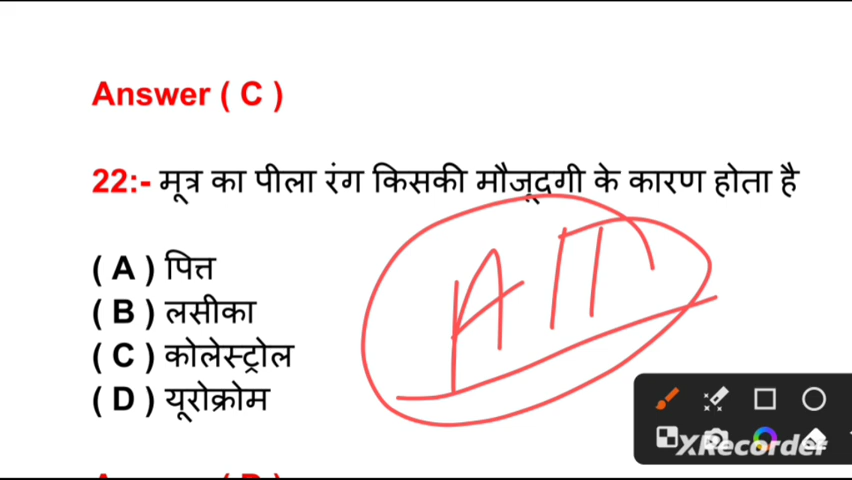 Answer ( C )
22:- मूत्र का पीला रंग किसकी मौजूदगी के कारण होता है
( A ) पित्त
( B ) लसीका
( C ) कोलेस्ट्रोल
( D ) यूरोक्रोम
XRecorder